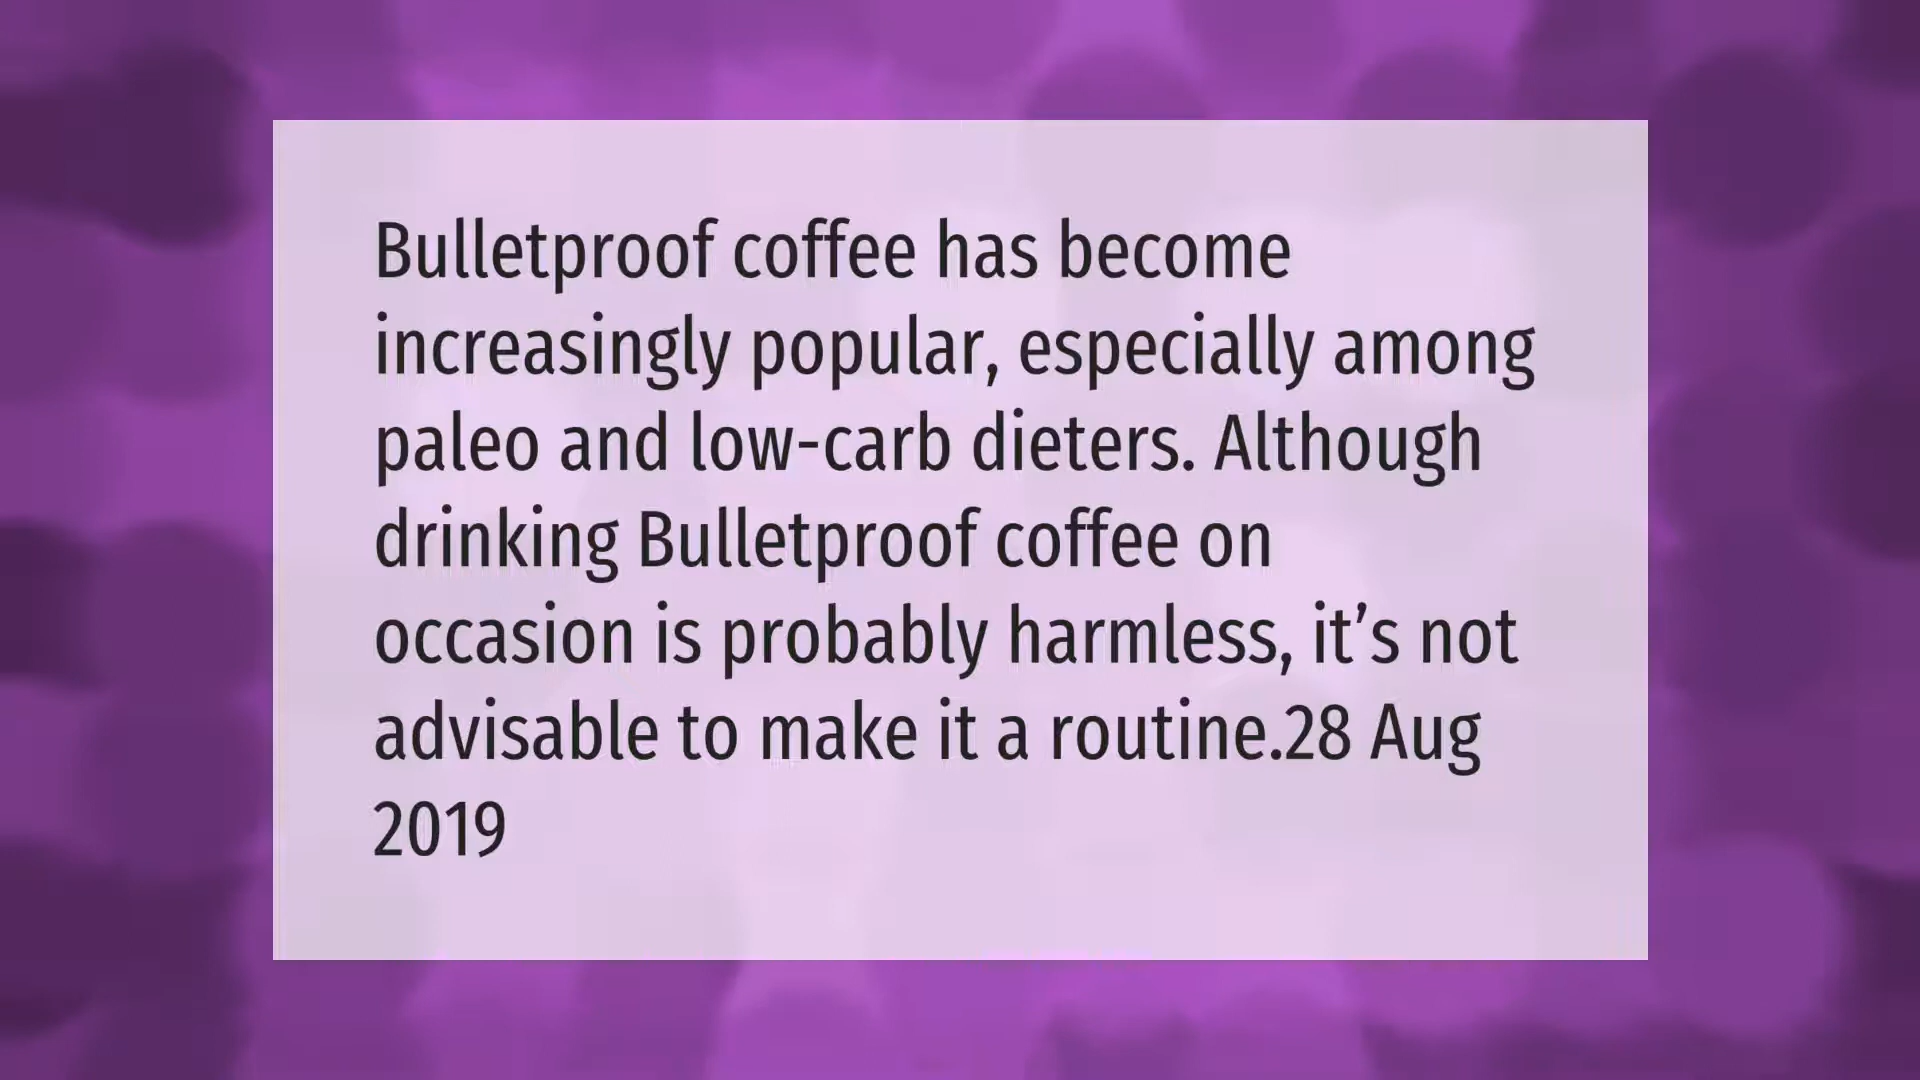 Bulletproof coffee has become
increasingly popular, especially among
paleo and low-carb dieters. Although
drinking Bulletproof coffee on
occasion is probably harmless, it’s not
advisable to make it a routine.28 Aug
2019